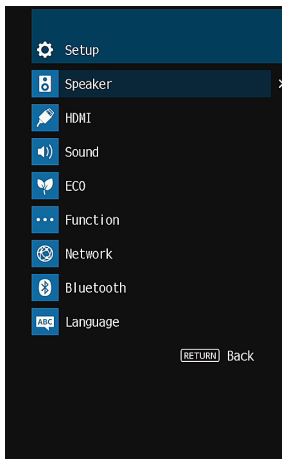 Setup
Speaker
HDMI
Sound
ECO
Function
Network
Bluetooth
ABC Language
RETURN Back